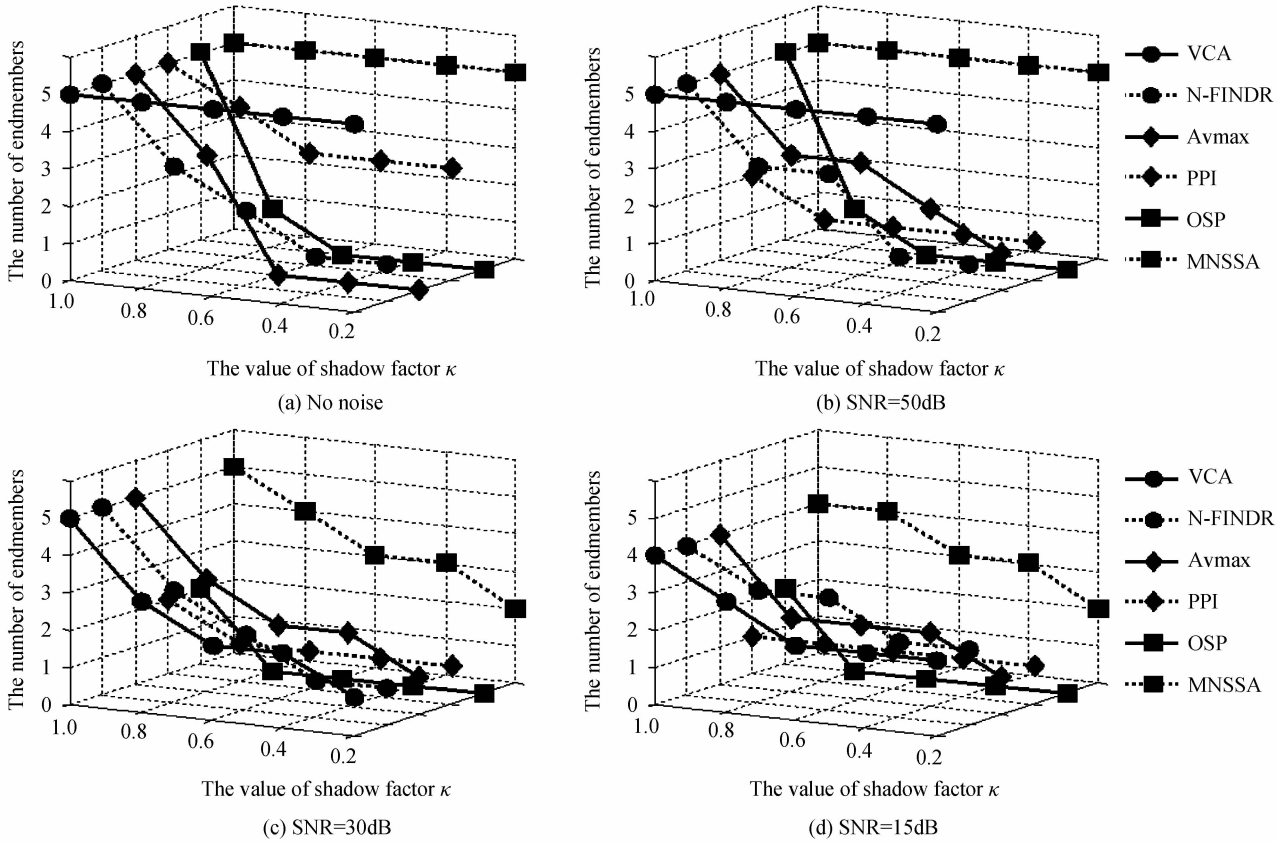 The number of endmembers
5
4
3
2
1
0
1.0
0.8
0.6
0.4
0.2
The value of shadow factor κ
(a) No noise
The number of endmembers
5
4
3
2
1
0
1.0
0.8
0.6
0.4
0.2
The value of shadow factor κ
(b) SNR=50dB
VCA
N-FINDR
Avmax
PPI
OSP
MNSSA
The number of endmembers
5
4
3
2
1
0
1.0
0.8
0.6
0.4
0.2
The value of shadow factor κ
(c) SNR=30dB
The number of endmembers
5
4
3
2
1
0
1.0
0.8
0.6
0.4
0.2
The value of shadow factor κ
(d) SNR=15dB
VCA
N-FINDR
Avmax
PPI
OSP
MNSSA